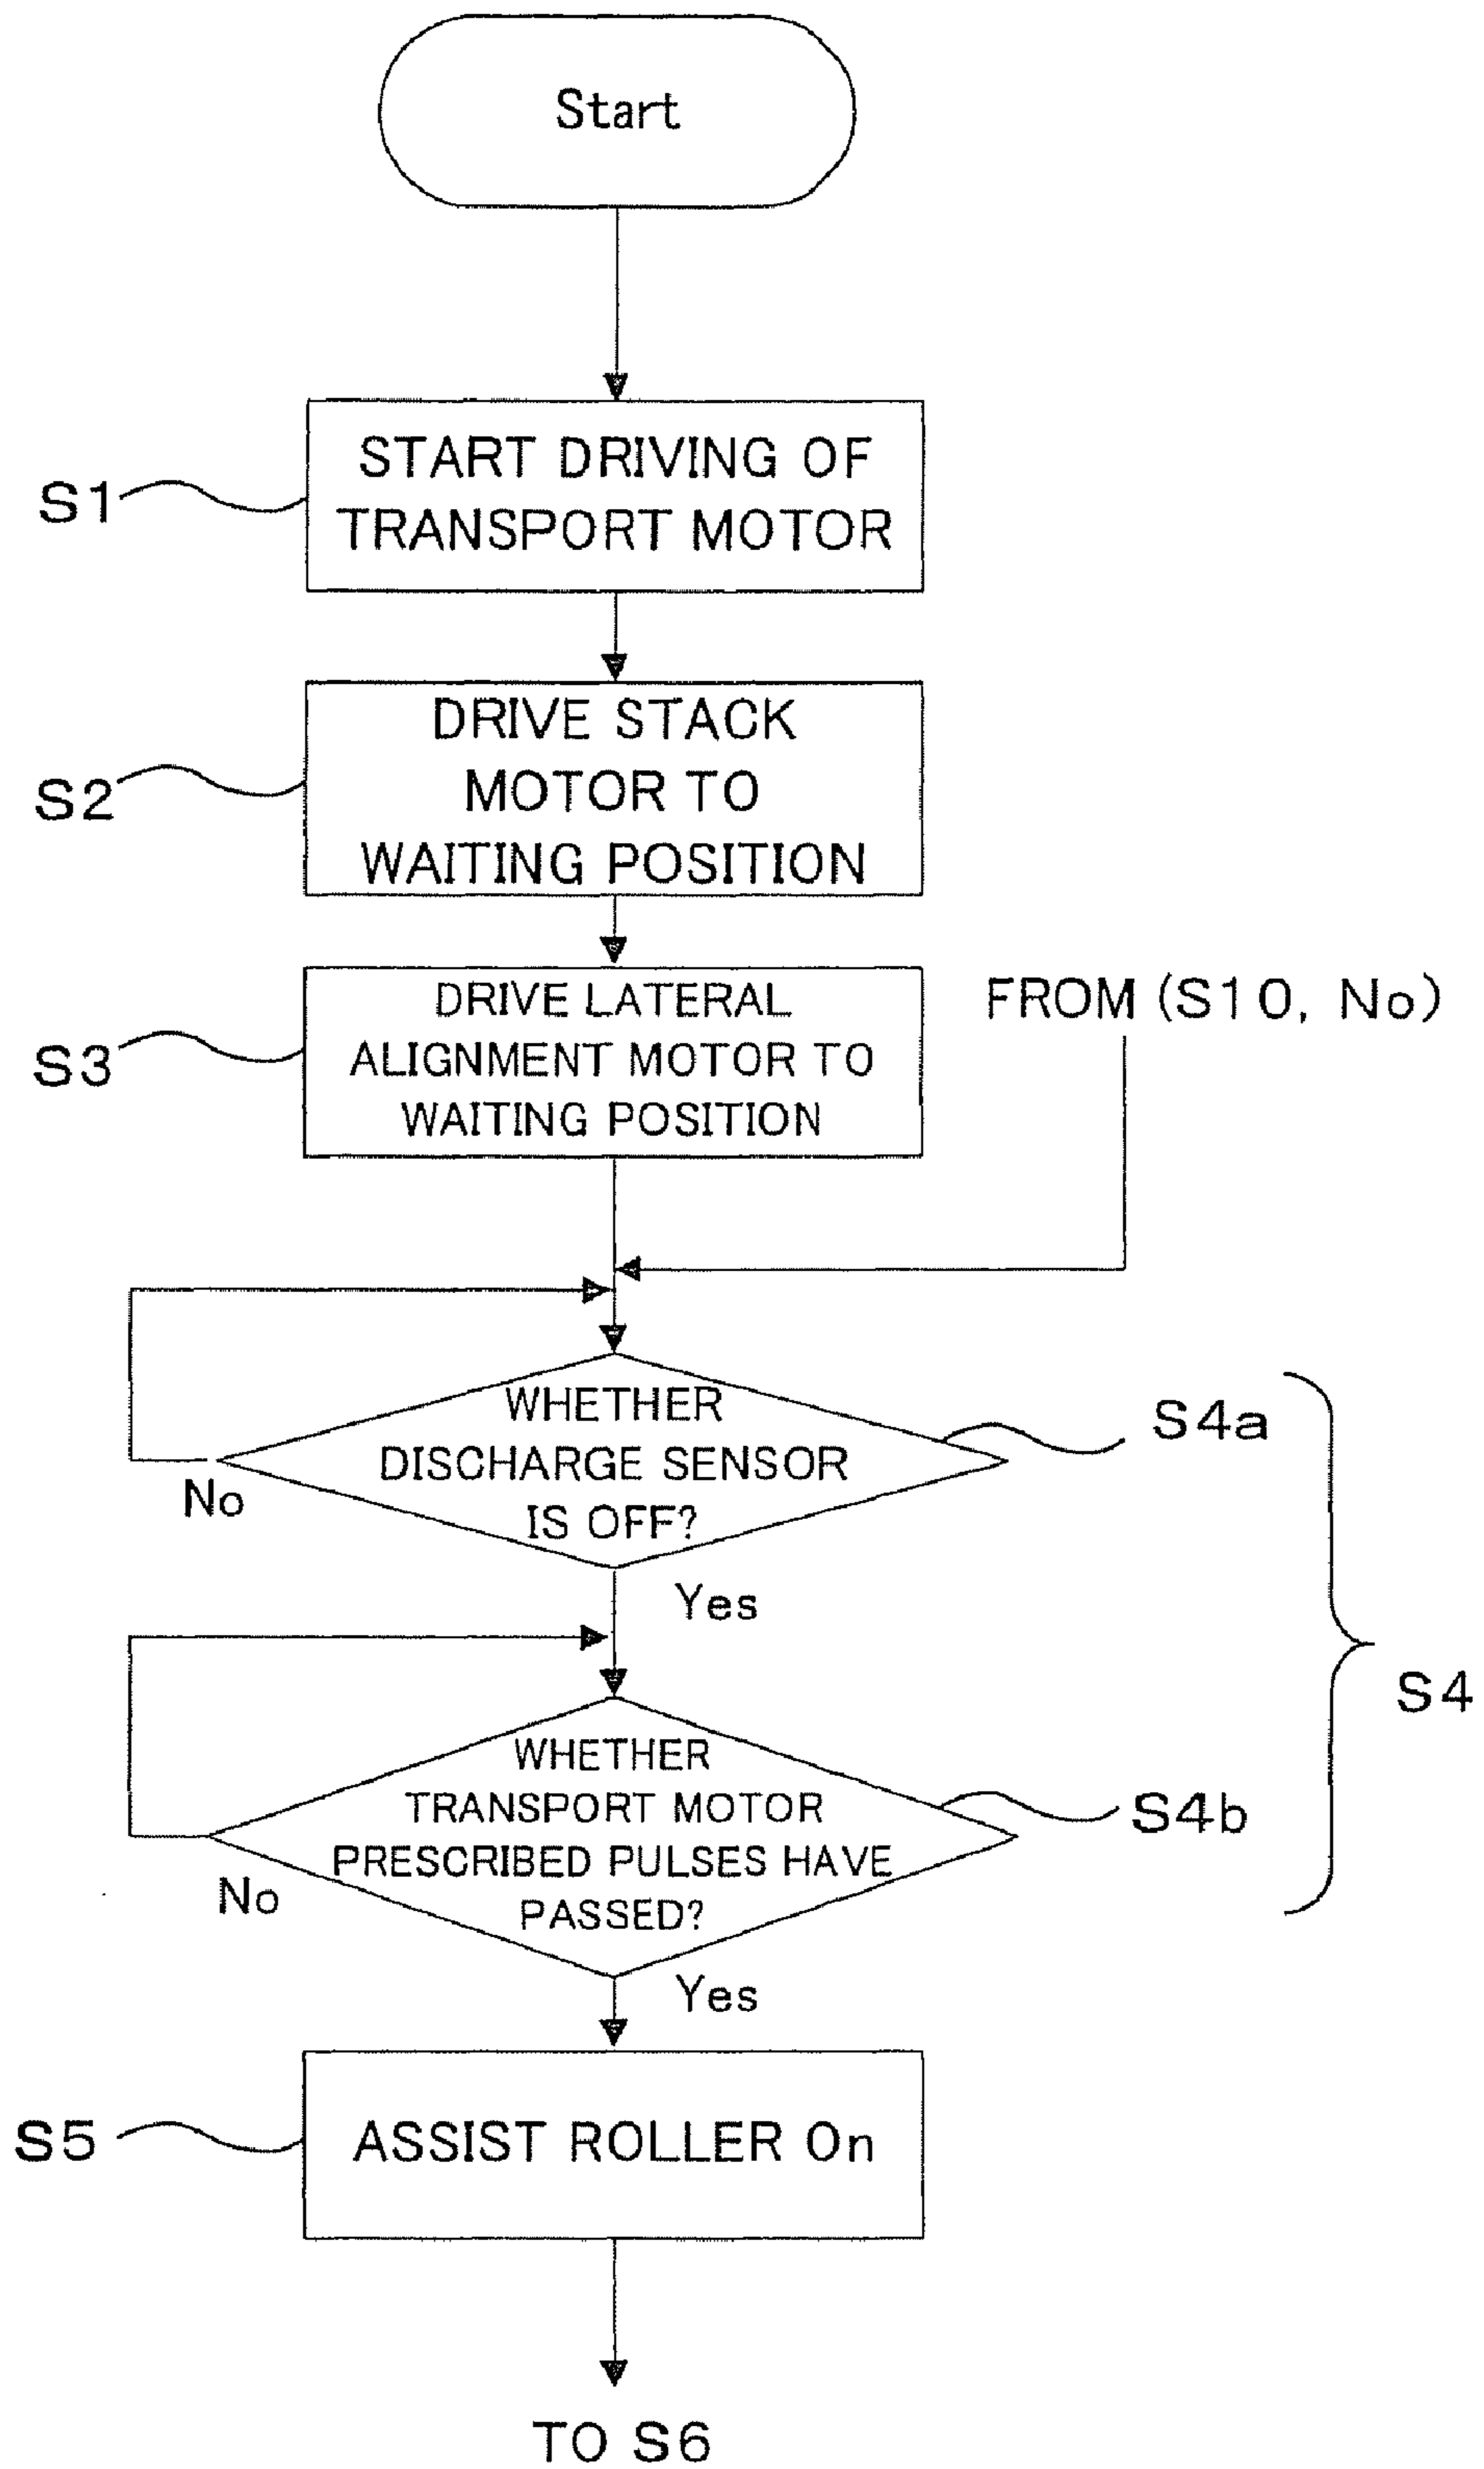 Start
S1
START DRIVING OF
TRANSPORT MOTOR
S2
DRIVE STACK
MOTOR TO
WAITING POSITION
S3
DRIVE LATERAL
ALIGNMENT MOTOR TO
WAITING POSITION
FROM (S10, No)
WHETHER
DISCHARGE SENSOR
IS OFF?
S4a
No
Yes
S4
WHETHER
TRANSPORT MOTOR
PRESCRIBED PULSES HAVE
PASSED?
S4b
No
Yes
S5
ASSIST ROLLER On
TO S6